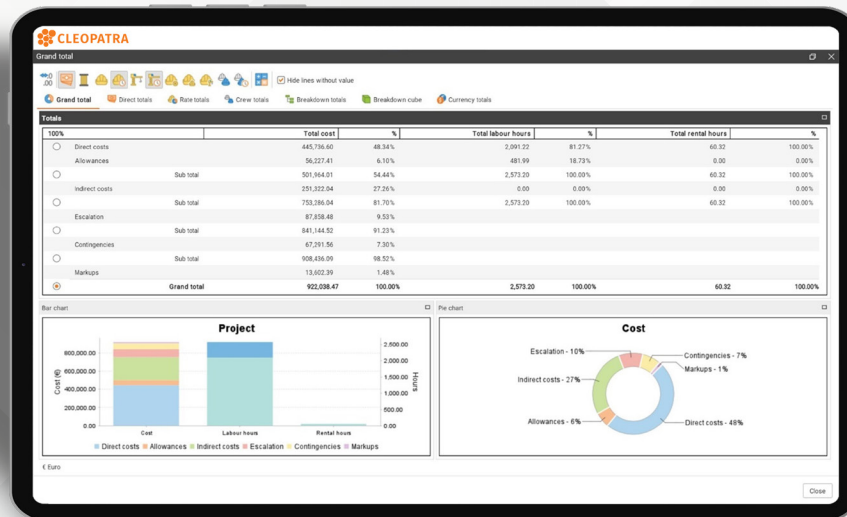 CLEOPATRA
Grand total
Hide lines without value
Grand total Direct totals Rate totals Crew totals Breakdown totals Breakdown cube Currency totals
Totals
100% Total cost % Total labour hours % Total rental hours %
Direct costs 445,736.60 48.34% 2,091.22 81.27% 60.32 100.00%
Allowances 56,227.41 6.10% 481.99 18.73% 0.00 0.00%
Sub total 501,964.01 54.44% 2,573.20 100.00% 60.32 100.00%
Indirect costs 251,322.04 27.26% 0.00 0.00% 0.00 0.00%
Sub total 753,286.04 81.70% 2,573.20 100.00% 60.32 100.00%
Escalation 87,858.48 9.53%
Sub total 841,144.52 91.23%
Contingencies 67,291.56 7.30%
Sub total 908,436.09 98.52%
Markups 13,602.39 1.48%
Grand total 922,038.47 100.00% 2,573.20 100.00% 60.32 100.00%
Bar chart
Project
Cost (€)
800,000.00
600,000.00
400,000.00
200,000.00
0.00
2,500.00
2,000.00
1,500.00
1,000.00
500.00
0.00
Hours
Cost Labour hours Rental hours
Direct costs Allowances Indirect costs Escalation Contingencies Markups
Pie chart
Cost
Escalation - 10%
Contingencies - 7%
Markups - 1%
Indirect costs - 27%
Allowances - 6%
Direct costs - 48%
€ Euro
Close